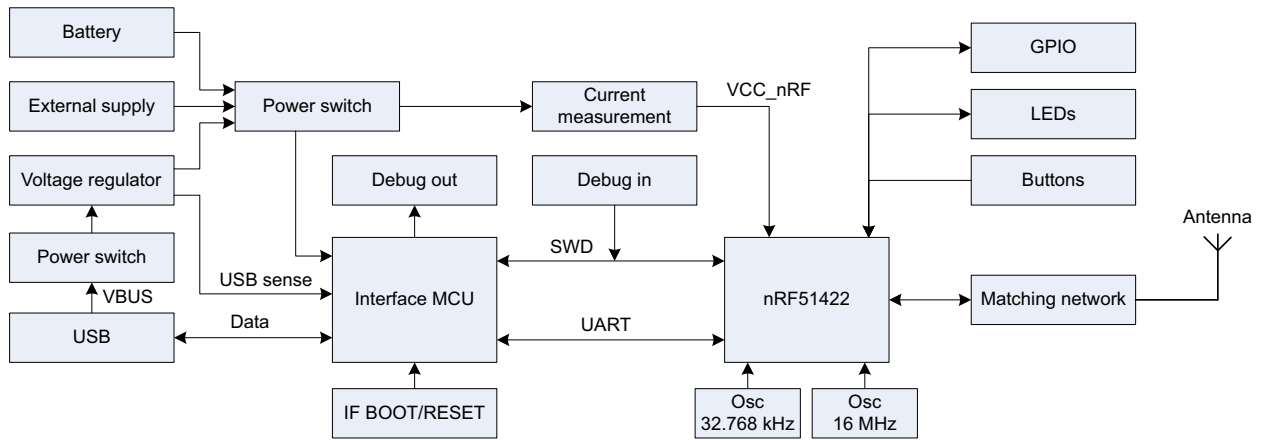 Battery
GPIO
External supply
Power switch
Current
measurement
VCC_nRF
LEDs
Voltage regulator
Debug out
Debug in
Buttons
Antenna
Power switch
SWD
USB sense
Interface MCU
nRF51422
Matching network
VBUS
USB
Data
UART
IF BOOT/RESET
Osc
32.768 kHz
Osc
16 MHz